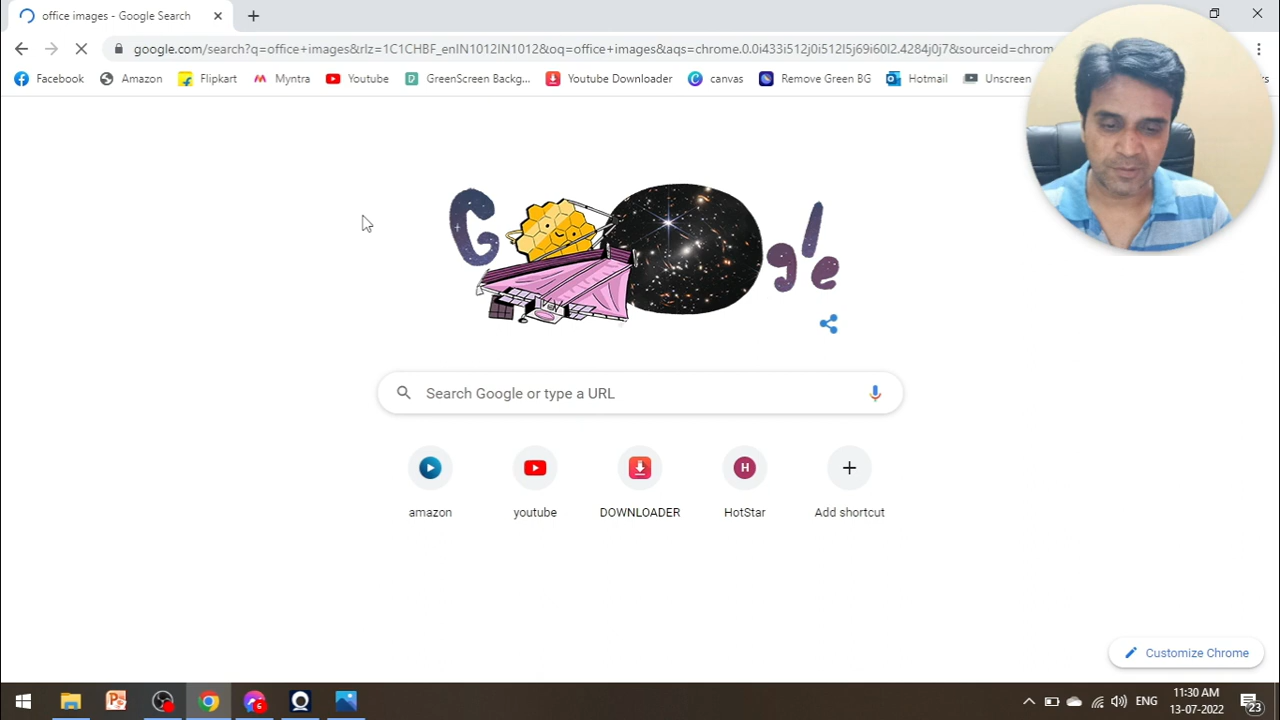 office images - Google Search
google.com/search?q=office+images&rlz=1C1CHBF_enIN1012IN1012&oq=office+images&aqs=chrome.0.0i433i512j0i512l5j69i60l2.4284j0j7&sourceid=chrom
Facebook Amazon Flipkart Myntra Youtube GreenScreen Backg... Youtube Downloader canvas Remove Green BG Hotmail Unscreen
G gle
Search Google or type a URL
H
amazon youtube DOWNLOADER HotStar Add shortcut
Customize Chrome
11:30 AM
ENG
13-07-2022
23